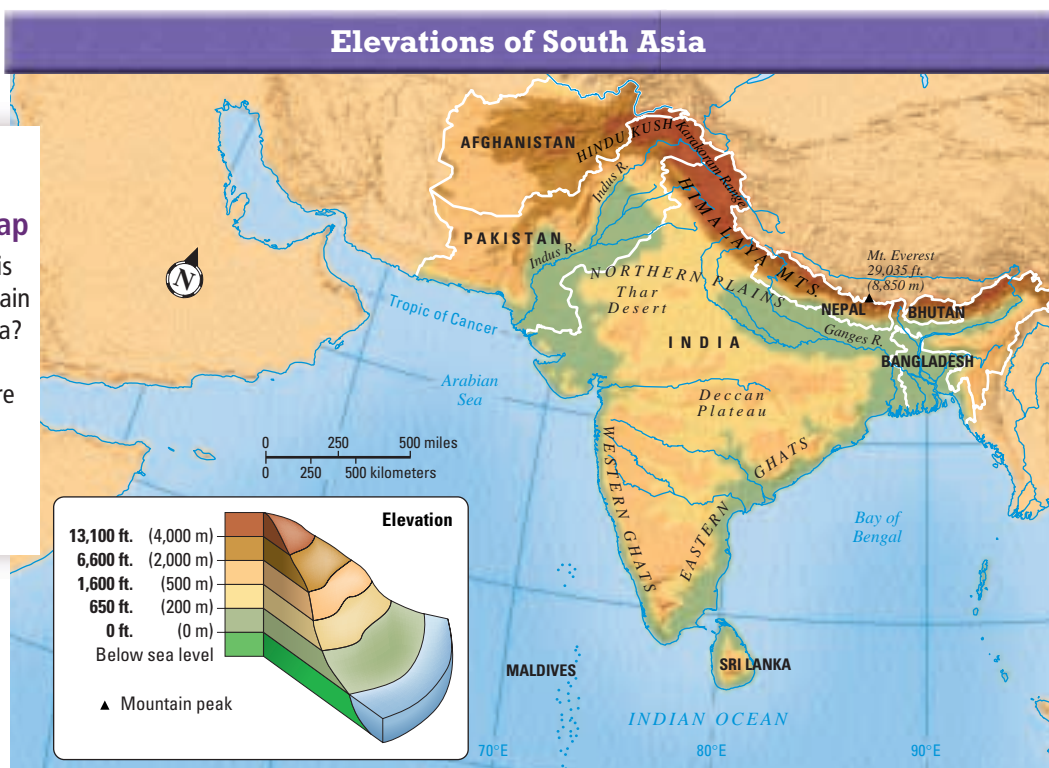 Elevations of South Asia
ap
is
ain
a?
re
AFGHANISTAN
HINDU KUSH
Karakoram Range
Indus R.
PAKISTAN
Indus R.
HIMALAYA MTS.
Mt. Everest
29,035 ft.
(8,850 m)
NORTHERN PLAINS
Thar
Desert
NEPAL
BHUTAN
Ganges R.
BANGLADESH
N
Tropic of Cancer
INDIA
Arabian
Sea
Deccan
Plateau
0 250 500 miles
0 250 500 kilometers
WESTERN GHATS
EASTERN GHATS
Bay of
Bengal
Elevation
13,100 ft. (4,000 m)
6,600 ft. (2,000 m)
1,600 ft. (500 m)
650 ft. (200 m)
0 ft. (0 m)
Below sea level
▲ Mountain peak
MALDIVES
SRI LANKA
INDIAN OCEAN
70°E
80°E
90°E